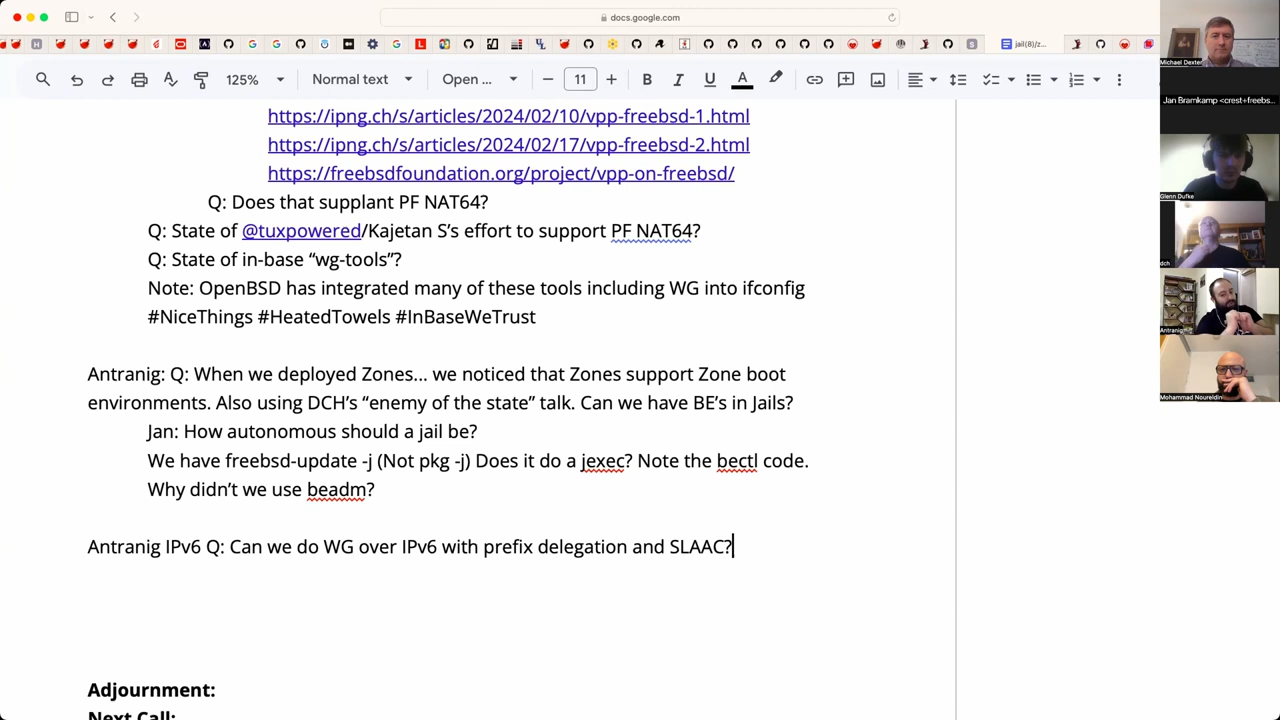 docs.google.com
jail(8)/z...
125%
Normal text
Open ...
11
B
I
U
A
https://ipng.ch/s/articles/2024/02/10/vpp-freebsd-1.html
https://ipng.ch/s/articles/2024/02/17/vpp-freebsd-2.html
https://freebsdfoundation.org/project/vpp-on-freebsd/
Q: Does that supplant PF NAT64?
Q: State of @tuxpowered/Kajetan S’s effort to support PF NAT64?
Q: State of in-base “wg-tools”?
Note: OpenBSD has integrated many of these tools including WG into ifconfig
#NiceThings #HeatedTowels #InBaseWeTrust
Antranig: Q: When we deployed Zones... we noticed that Zones support Zone boot
environments. Also using DCH’s “enemy of the state” talk. Can we have BE’s in Jails?
Jan: How autonomous should a jail be?
We have freebsd-update -j (Not pkg -j) Does it do a jexec? Note the bectl code.
Why didn’t we use beadm?
Antranig IPv6 Q: Can we do WG over IPv6 with prefix delegation and SLAAC?
Adjournment:
Next Call:
Michael Dexter
Jan Bramkamp <crest+freebs...
Glenn Dufke
dch
Antranig
Mohammad Noureldin